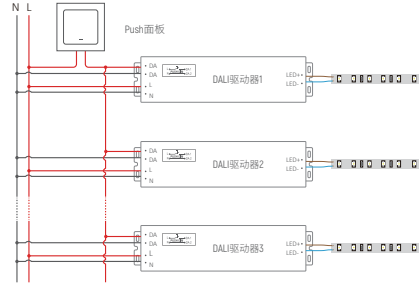 N L
Push面板
DA
DA
L
N
DALI驱动器1
LED+
LED-
DA
DA
L
N
DALI驱动器2
LED+
LED-
DA
DA
L
N
DALI驱动器3
LED+
LED-